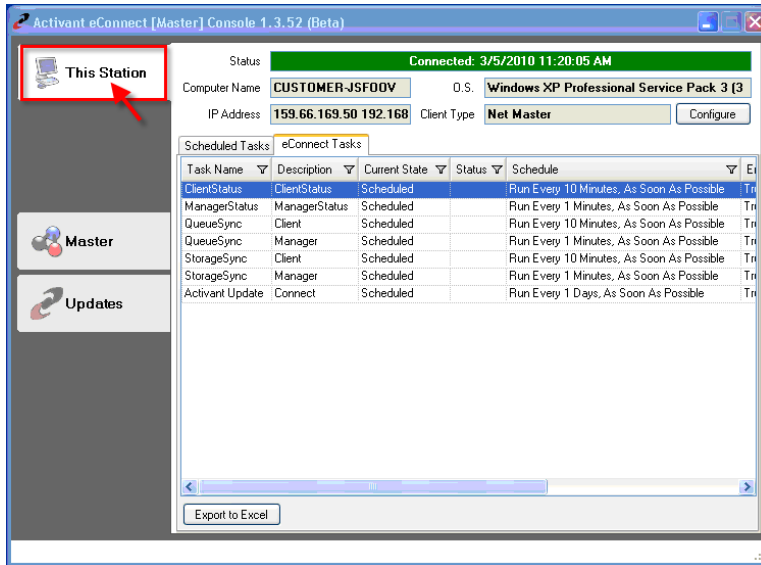 Activant eConnect [Master] Console 1.3.52 (Beta)
This Station
Master
Updates
Status Connected: 3/5/2010 11:20:05 AM
Computer Name CUSTOMER-JSFOOV O.S. Windows XP Professional Service Pack 3 (3
IP Address 159.66.169.50 192.168 Client Type Net Master Configure
Scheduled Tasks eConnect Tasks
Task Name Description Current State Status Schedule
ClientStatus ClientStatus Scheduled Run Every 10 Minutes, As Soon As Possible
ManagerStatus ManagerStatus Scheduled Run Every 1 Minutes, As Soon As Possible
QueueSync Client Scheduled Run Every 10 Minutes, As Soon As Possible
QueueSync Manager Scheduled Run Every 1 Minutes, As Soon As Possible
StorageSync Client Scheduled Run Every 10 Minutes, As Soon As Possible
StorageSync Manager Scheduled Run Every 1 Minutes, As Soon As Possible
Activant Update Connect Scheduled Run Every 1 Days, As Soon As Possible
Export to Excel